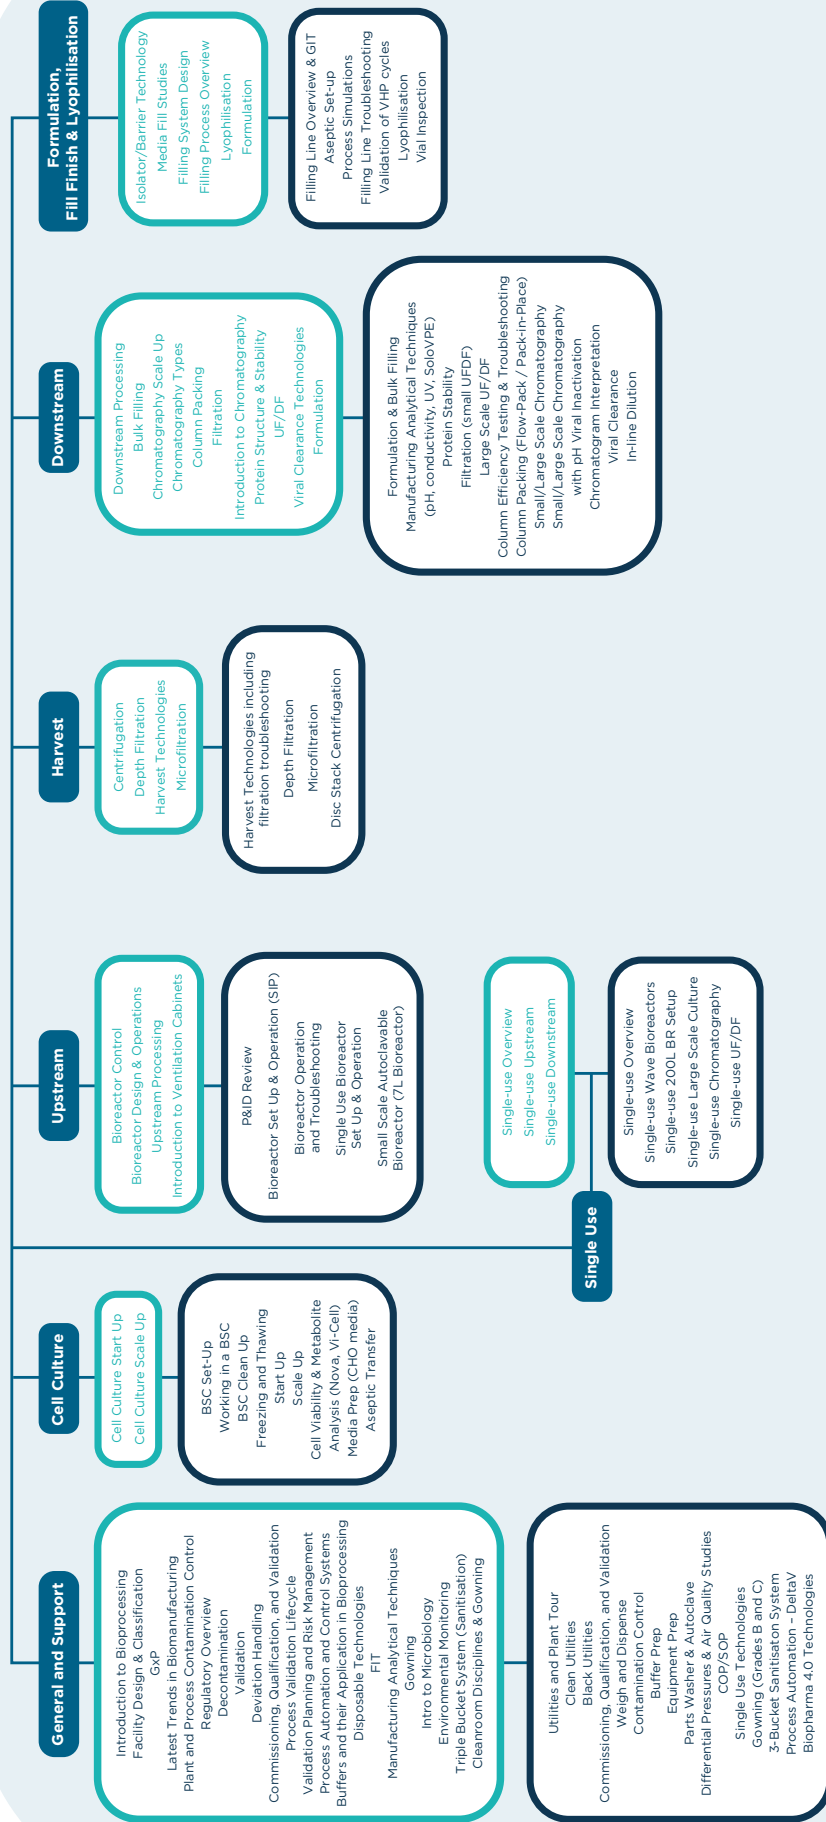 General and Support
Introduction to Bioprocessing
Facility Design & Classification
GxP
Latest Trends in Biomanufacturing
Plant and Process Contamination Control
Regulatory Overview
Decontamination
Validation
Deviation Handling
Commissioning, Qualification, and Validation
Process Validation Lifecycle
Validation Planning and Risk Management
Process Automation and Control Systems
Buffers and their Application in Bioprocessing
Disposable Technologies
FIT
Manufacturing Analytical Techniques
Gowning
Intro to Microbiology
Environmental Monitoring
Triple Bucket System (Sanitisation)
Cleanroom Disciplines & Gowning
Utilities and Plant Tour
Clean Utilities
Black Utilities
Commissioning, Qualification, and Validation
Weigh and Dispense
Contamination Control
Buffer Prep
Equipment Prep
Parts Washer & Autoclave
Differential Pressures & Air Quality Studies
COP/SOP
Single Use Technologies
Gowning (Grades B and C)
3-Bucket Sanitisaton System
Process Automation - DeltaV
Biopharma 4.0 Technologies
Cell Culture
Cell Culture Start Up
Cell Culture Scale Up
BSC Set-Up
Working in a BSC
BSC Clean Up
Freezing and Thawing
Start Up
Scale Up
Cell Viability & Metabolite
Analysis (Nova, Vi-Cell)
Media Prep (CHO media)
Aseptic Transfer
Single Use
Single-use Overview
Single-use Upstream
Single-use Downstream
Single-use Overview
Single-use Wave Bioreactors
Single-use 200L BR Setup
Single-use Large Scale Culture
Single-use Chromatography
Single-use UF/DF
Upstream
Bioreactor Control
Bioreactor Design & Operations
Upstream Processing
Introduction to Ventilation Cabinets
P&ID Review
Bioreactor Set Up & Operation (SIP)
Bioreactor Operation
and Troubleshooting
Single Use Bioreactor
Set Up & Operation
Small Scale Autoclavable
Bioreactor (7L Bioreactor)
Harvest
Centrifugation
Depth Filtration
Harvest Technologies
Microfiltration
Harvest Technologies including
filtration troubleshooting
Depth Filtration
Microfiltration
Disc Stack Centrifugation
Downstream
Downstream Processing
Bulk Filling
Chromatography Scale Up
Chromatography Types
Column Packing
Filtration
Introduction to Chromatography
Protein Structure & Stability
UF/DF
Viral Clearance Technologies
Formulation
Formulation & Bulk Filling
Manufacturing Analytical Techniques
(pH, conductivity, UV, SoloVPE)
Protein Stability
Filtration (small UFDF)
Large Scale UF/DF
Column Efficiency Testing & Troubleshooting
Column Packing (Flow-Pack / Pack-in-Place)
Small/Large Scale Chromatography
Small/Large Scale Chromatography
with pH Viral Inactivation
Chromatogram Interpretation
Viral Clearance
In-line Dilution
Formulation,
Fill Finish & Lyophilisation
Isolator/Barrier Technology
Media Fill Studies
Filling System Design
Filling Process Overview
Lyophilisation
Formulation
Filling Line Overview & GIT
Aseptic Set-up
Process Simulations
Filling Line Troubleshooting
Validation of VHP cycles
Lyophilisation
Vial Inspection